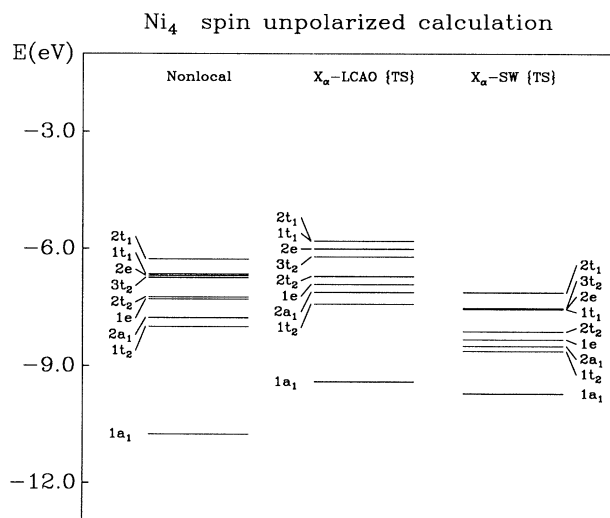 Ni₄ spin unpolarized calculation
E(eV)
Nonlocal
Xα-LCAO {TS}
Xα-SW {TS}
−3.0
−6.0
−9.0
−12.0
2t₁
1t₁
2e
3t₂
2t₂
1e
2a₁
1t₂
1a₁
2t₁
1t₁
2e
3t₂
2t₂
1e
2a₁
1t₂
1a₁
2t₁
3t₂
2e
1t₁
2t₂
1e
2a₁
1t₂
1a₁